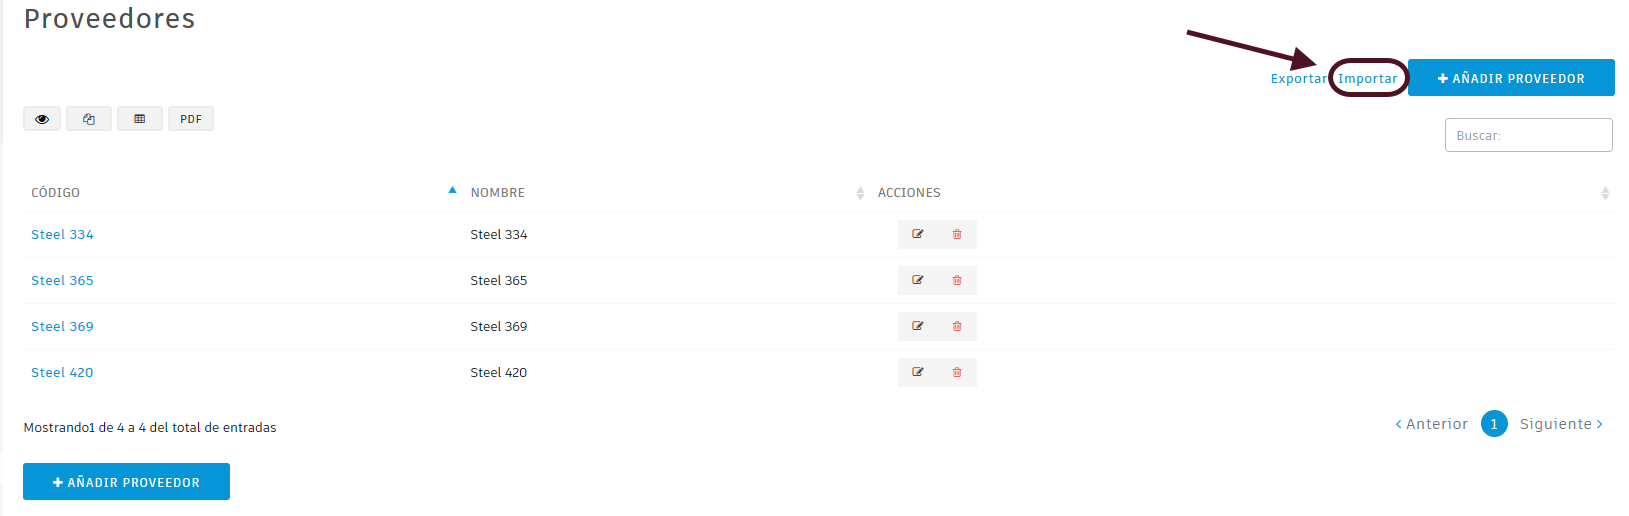 Proveedores
Exportar Importar + AÑADIR PROVEEDOR
PDF
Buscar:
CÓDIGO NOMBRE ACCIONES
Steel 334 Steel 334
Steel 365 Steel 365
Steel 369 Steel 369
Steel 420 Steel 420
Mostrando1 de 4 a 4 del total de entradas
‹ Anterior 1 Siguiente ›
+ AÑADIR PROVEEDOR